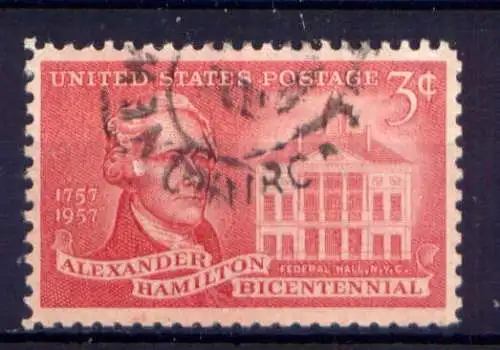 UNITED STATES POSTAGE 3¢
1757
1957
ALEXANDER
HAMILTON
BICENTENNIAL
FEDERAL HALL, N.Y.C.